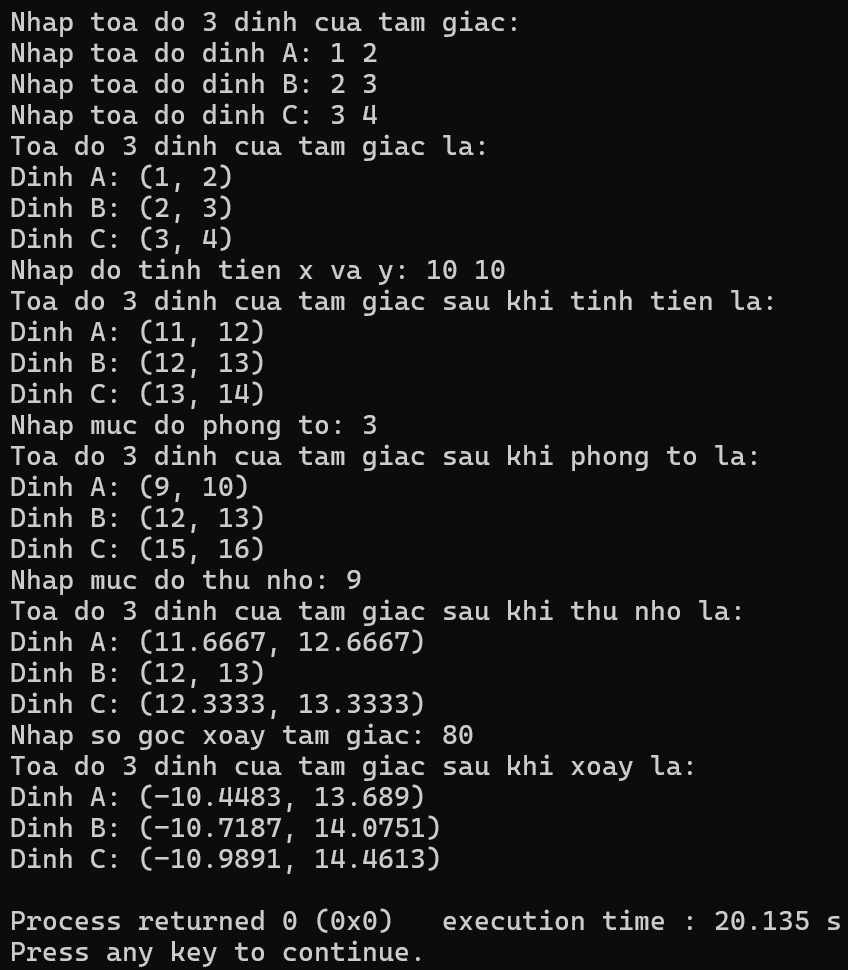 Nhap toa do 3 dinh cua tam giac:
Nhap toa do dinh A: 1 2
Nhap toa do dinh B: 2 3
Nhap toa do dinh C: 3 4
Toa do 3 dinh cua tam giac la:
Dinh A: (1, 2)
Dinh B: (2, 3)
Dinh C: (3, 4)
Nhap do tinh tien x va y: 10 10
Toa do 3 dinh cua tam giac sau khi tinh tien la:
Dinh A: (11, 12)
Dinh B: (12, 13)
Dinh C: (13, 14)
Nhap muc do phong to: 3
Toa do 3 dinh cua tam giac sau khi phong to la:
Dinh A: (9, 10)
Dinh B: (12, 13)
Dinh C: (15, 16)
Nhap muc do thu nho: 9
Toa do 3 dinh cua tam giac sau khi thu nho la:
Dinh A: (11.6667, 12.6667)
Dinh B: (12, 13)
Dinh C: (12.3333, 13.3333)
Nhap so goc xoay tam giac: 80
Toa do 3 dinh cua tam giac sau khi xoay la:
Dinh A: (-10.4483, 13.689)
Dinh B: (-10.7187, 14.0751)
Dinh C: (-10.9891, 14.4613)
Process returned 0 (0x0)   execution time : 20.135 s
Press any key to continue.